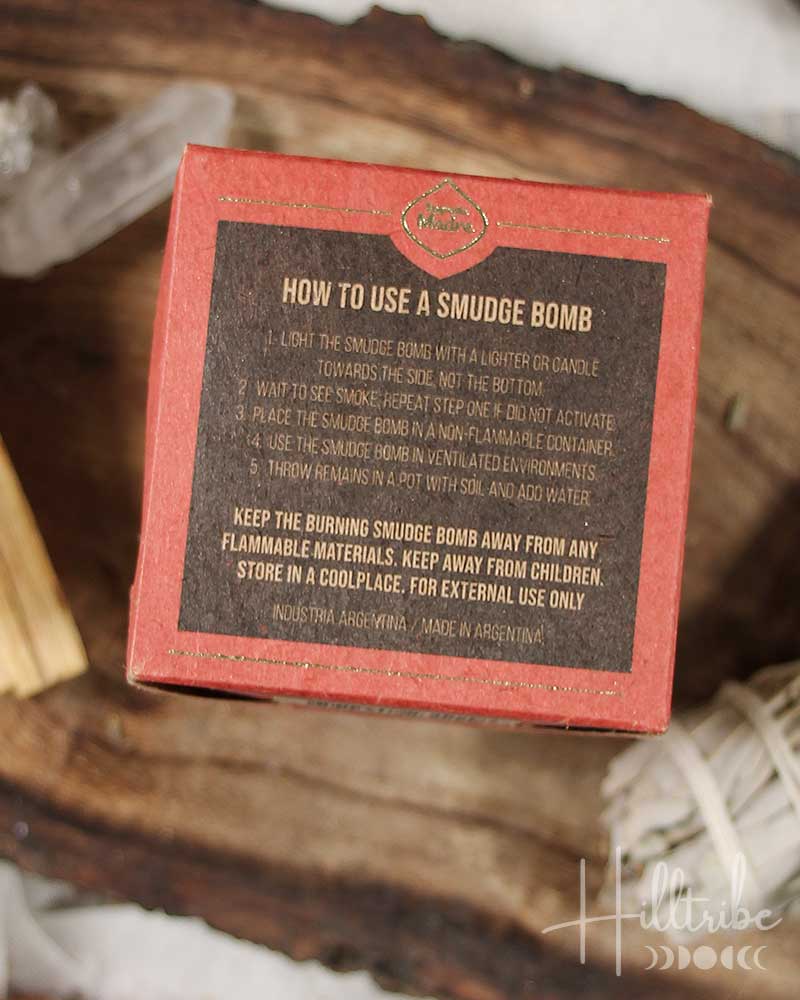 Sagrada
Madre
HOW TO USE A SMUDGE BOMB
1. LIGHT THE SMUDGE BOMB WITH A LIGHTER OR CANDLE
TOWARDS THE SIDE, NOT THE BOTTOM.
2. WAIT TO SEE SMOKE. REPEAT STEP ONE IF DID NOT ACTIVATE.
3. PLACE THE SMUDGE BOMB IN A NON-FLAMMABLE CONTAINER.
4. USE THE SMUDGE BOMB IN VENTILATED ENVIRONMENTS.
5. THROW REMAINS IN A POT WITH SOIL AND ADD WATER.
KEEP THE BURNING SMUDGE BOMB AWAY FROM ANY
FLAMMABLE MATERIALS. KEEP AWAY FROM CHILDREN.
STORE IN A COOLPLACE. FOR EXTERNAL USE ONLY
INDUSTRIA ARGENTINA / MADE IN ARGENTINA.
Hilltribe